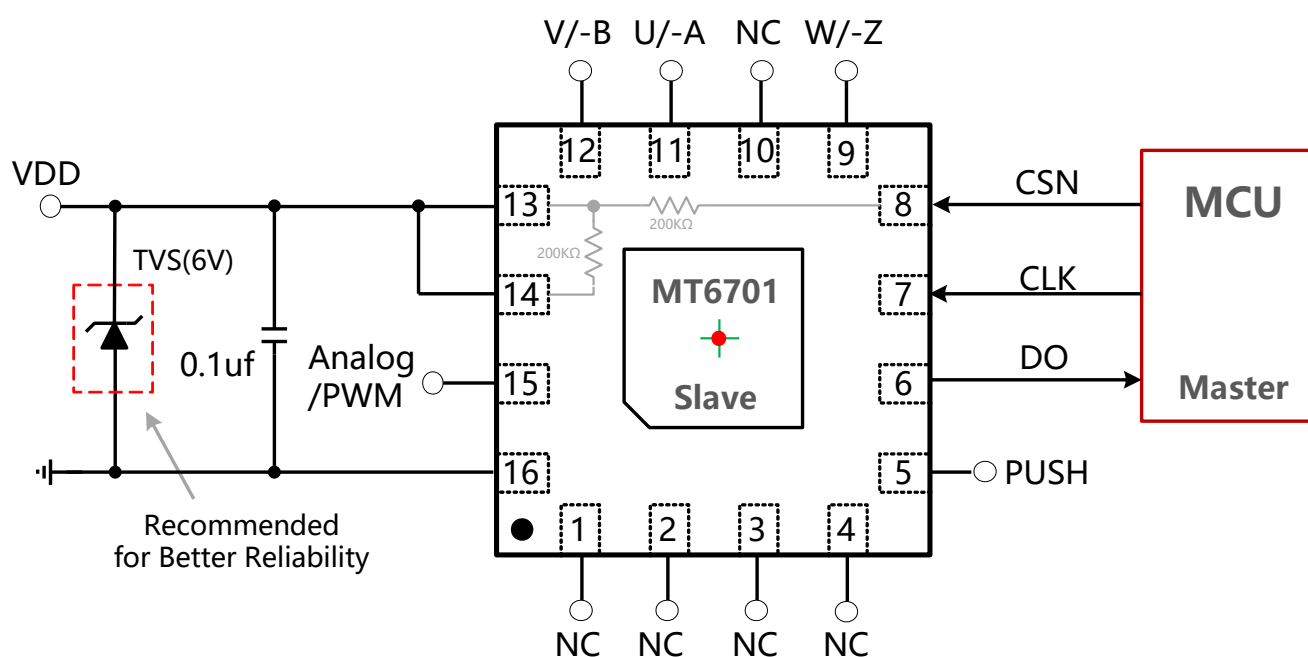 V/-B U/-A NC W/-Z
12 11 10 9
VDD
13
200KΩ
8
CSN
MCU
TVS(6V)
200KΩ
14
MT6701
7
CLK
0.1uf
Analog
/PWM
15
Slave
6
DO
Master
16
5
PUSH
Recommended
for Better Reliability
1 2 3 4
NC NC NC NC